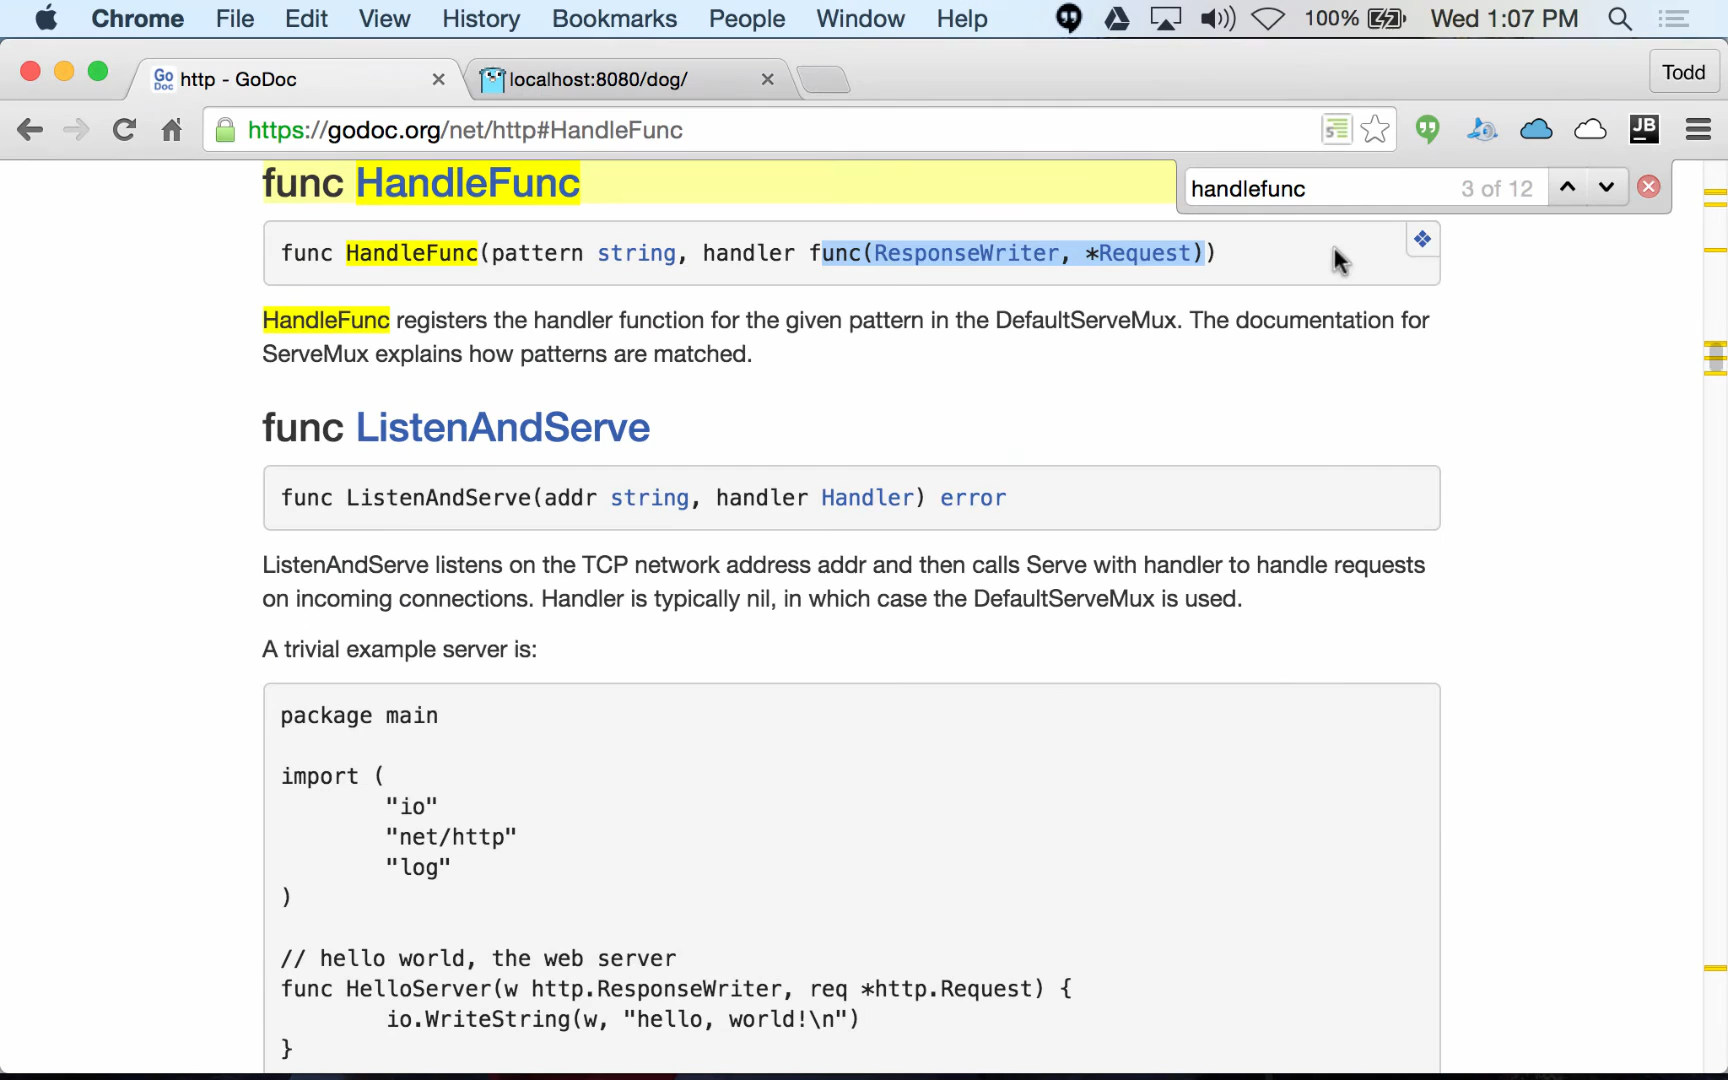 Chrome File Edit View History Bookmarks People Window Help 100% Wed 1:07 PM
Go Doc http - GoDoc localhost:8080/dog/ Todd
https://godoc.org/net/http#HandleFunc JB
func HandleFunc
handlefunc 3 of 12
func HandleFunc(pattern string, handler func(ResponseWriter, *Request))
HandleFunc registers the handler function for the given pattern in the DefaultServeMux. The documentation for
ServeMux explains how patterns are matched.
func ListenAndServe
func ListenAndServe(addr string, handler Handler) error
ListenAndServe listens on the TCP network address addr and then calls Serve with handler to handle requests
on incoming connections. Handler is typically nil, in which case the DefaultServeMux is used.
A trivial example server is:
package main
import (
"io"
"net/http"
"log"
)
// hello world, the web server
func HelloServer(w http.ResponseWriter, req *http.Request) {
io.WriteString(w, "hello, world!\n")
}